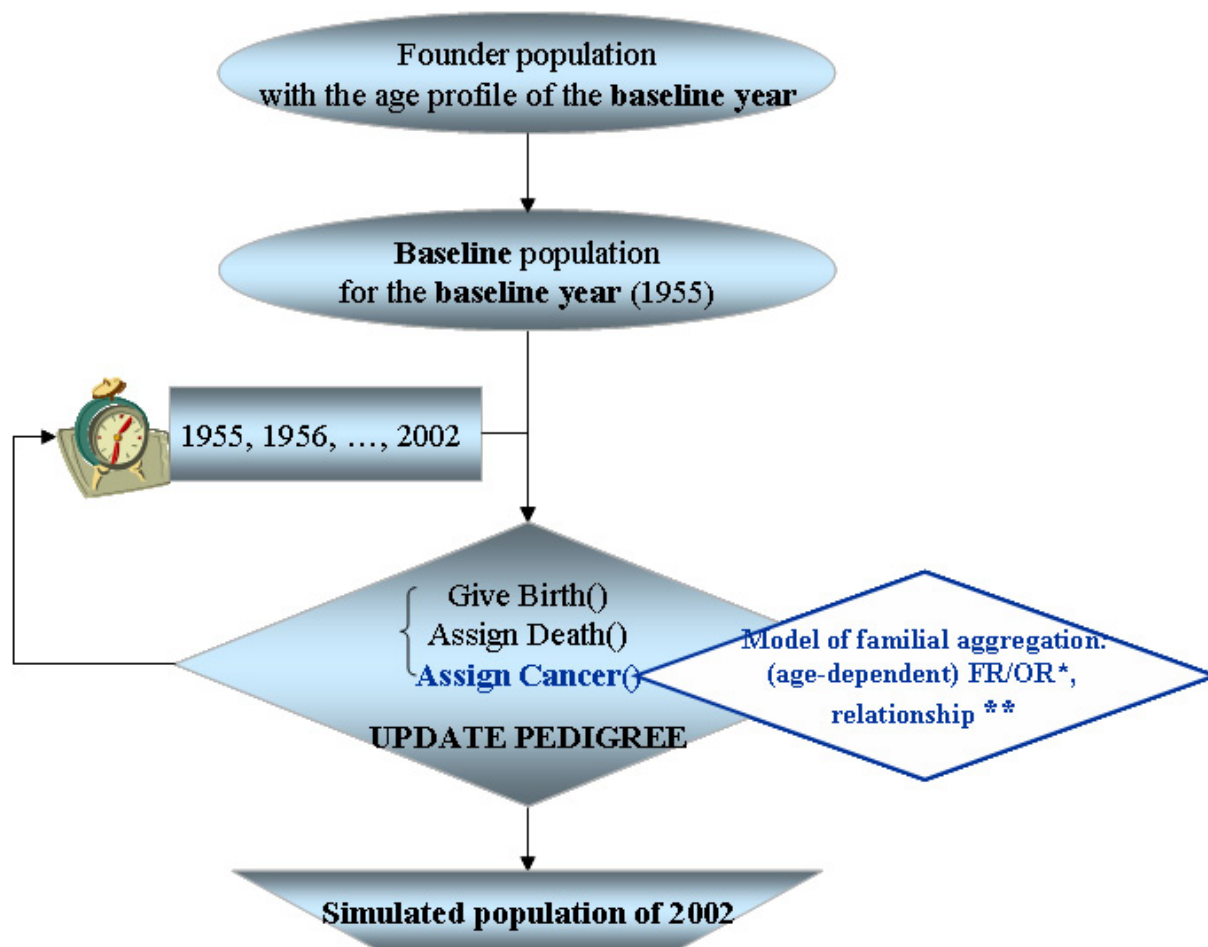 Founder population
with the age profile of the baseline year
Baseline population
for the baseline year (1955)
1955, 1956, …, 2002
Give Birth()
Assign Death()
Assign Cancer()
UPDATE PEDIGREE
Model of familial aggregation:
(age-dependent) FR/OR*,
relationship **
Simulated population of 2002